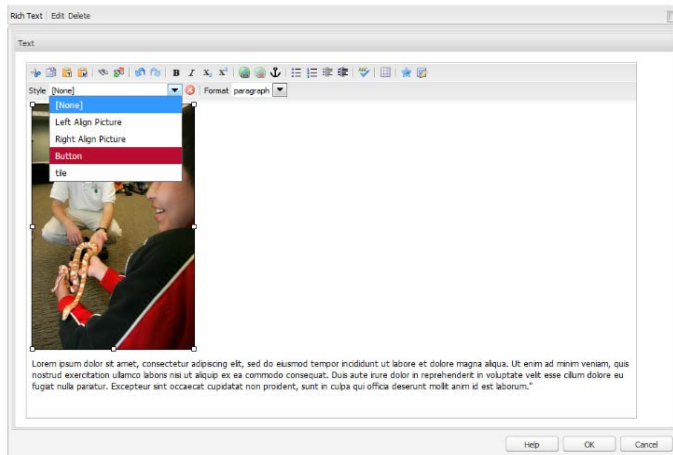 Rich Text Edit Delete
Text
B I X₂ X²
Style [None] Format paragraph
[None]
Left Align Picture
Right Align Picture
Button
tile
Lorem ipsum dolor sit amet, consectetur adipiscing elit, sed do eiusmod tempor incididunt ut labore et dolore magna aliqua. Ut enim ad minim veniam, quis
nostrud exercitation ullamco laboris nisi ut aliquip ex ea commodo consequat. Duis aute irure dolor in reprehenderit in voluptate velit esse cillum dolore eu
fugiat nulla pariatur. Excepteur sint occaecat cupidatat non proident, sunt in culpa qui officia deserunt mollit anim id est laborum."
Help OK Cancel